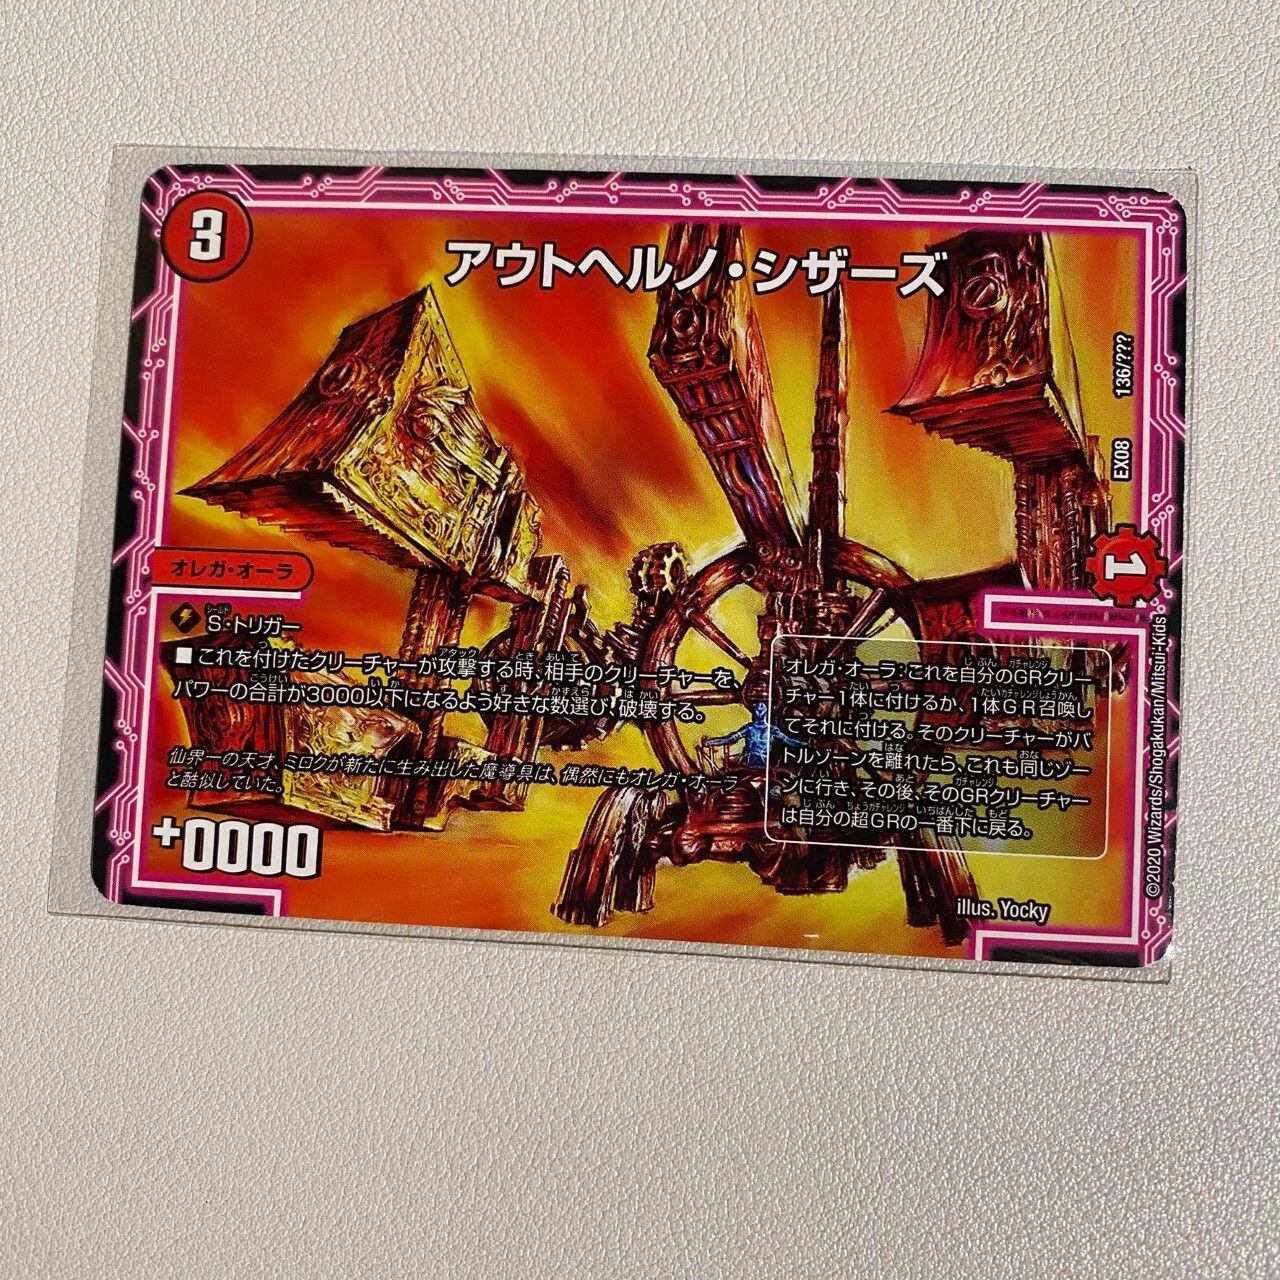 3
アウトヘルノ・シザーズ
オレガ・オーラ
S・トリガー
■これを付けたクリーチャーが攻撃する時、相手のクリーチャーを、
パワーの合計が3000以下になるよう好きな数選び、破壊する。
仙界一の天才、ミロクが新たに生み出した魔導具は、偶然にもオレガ・オーラ
と酷似していた。
+0000
オレガ・オーラ：これを自分のGRクリー
チャー1体に付けるか、1体GR召喚し
てそれに付ける。そのクリーチャーがバ
トルゾーンを離れたら、これも同じゾー
ンに行き、その後、そのGRクリーチャー
は自分の超GRの一番下に戻る。
illus. Yocky
EX08 136/???
1
©2020 Wizards/Shogakukan/Mitsui-Kids